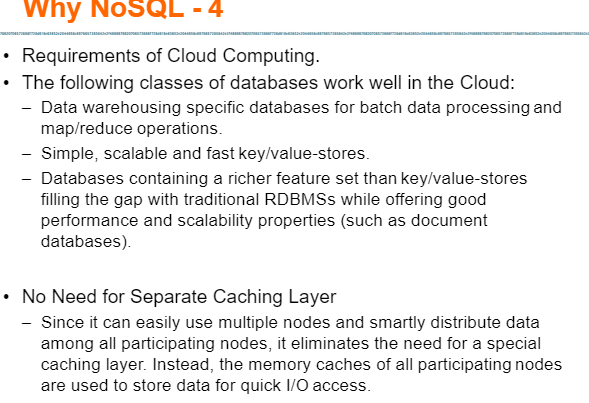 Why NoSQL - 4
• Requirements of Cloud Computing.
• The following classes of databases work well in the Cloud:
– Data warehousing specific databases for batch data processing and
map/reduce operations.
– Simple, scalable and fast key/value-stores.
– Databases containing a richer feature set than key/value-stores
filling the gap with traditional RDBMSs while offering good
performance and scalability properties (such as document
databases).
• No Need for Separate Caching Layer
– Since it can easily use multiple nodes and smartly distribute data
among all participating nodes, it eliminates the need for a special
caching layer. Instead, the memory caches of all participating nodes
are used to store data for quick I/O access.